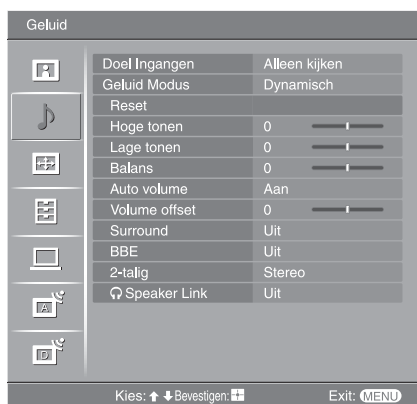 Geluid
Doel Ingangen Alleen kijken
Geluid Modus Dynamisch
Reset
Hoge tonen 0
Lage tonen 0
Balans 0
Auto volume Aan
Volume offset 0
Surround Uit
BBE Uit
2-talig Stereo
Speaker Link Uit
A
D
Kies: Bevestigen: Exit: MENU